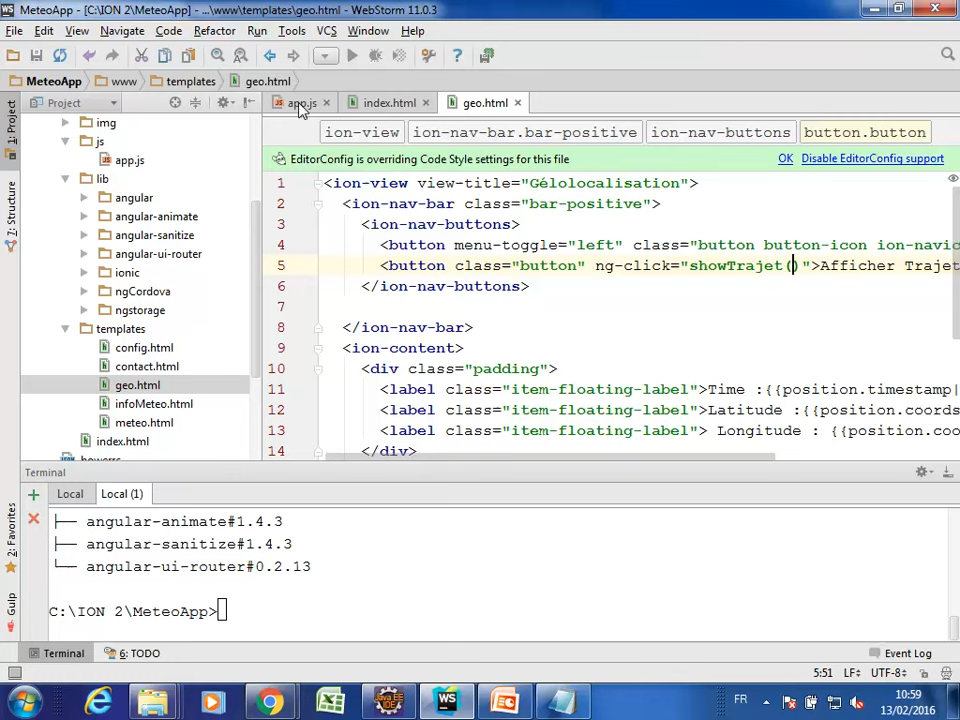 MeteoApp - [C:\ION 2\MeteoApp] - ...\www\templates\geo.html - WebStorm 11.0.3
File Edit View Navigate Code Refactor Run Tools VCS Window Help
MeteoApp www templates geo.html
Project app.js index.html geo.html
ion-view ion-nav-bar.bar-positive ion-nav-buttons button.button
EditorConfig is overriding Code Style settings for this file OK Disable EditorConfig support
1: Project
7: Structure
2: Favorites
Gulp
img
js
app.js
lib
angular
angular-animate
angular-sanitize
angular-ui-router
ionic
ngCordova
ngstorage
templates
config.html
contact.html
geo.html
infoMeteo.html
meteo.html
index.html
1 <ion-view view-title="Gélolocalisation">
2 <ion-nav-bar class="bar-positive">
3 <ion-nav-buttons>
4 <button menu-toggle="left" class="button button-icon ion-navic
5 <button class="button" ng-click="showTrajet()">Afficher Trajet
6 </ion-nav-buttons>
7
8 </ion-nav-bar>
9 <ion-content>
10 <div class="padding">
11 <label class="item-floating-label">Time :{{position.timestamp|
12 <label class="item-floating-label">Latitude :{{position.coords
13 <label class="item-floating-label"> Longitude : {{position.coo
14 </div>
Terminal
Local Local (1)
├── angular-animate#1.4.3
├── angular-sanitize#1.4.3
└── angular-ui-router#0.2.13
C:\ION 2\MeteoApp>
Terminal 6: TODO Event Log
5:51 LF UTF-8
FR 10:59
13/02/2016